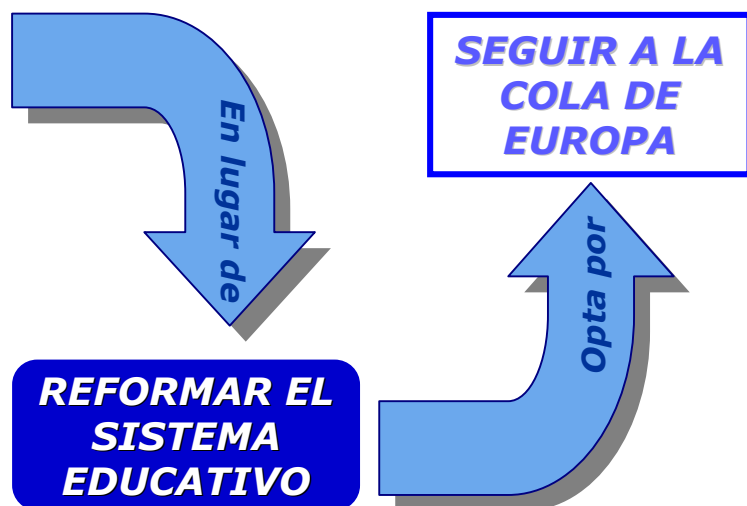 En lugar de
REFORMAR EL
SISTEMA
EDUCATIVO
Opta por
SEGUIR A LA
COLA DE
EUROPA